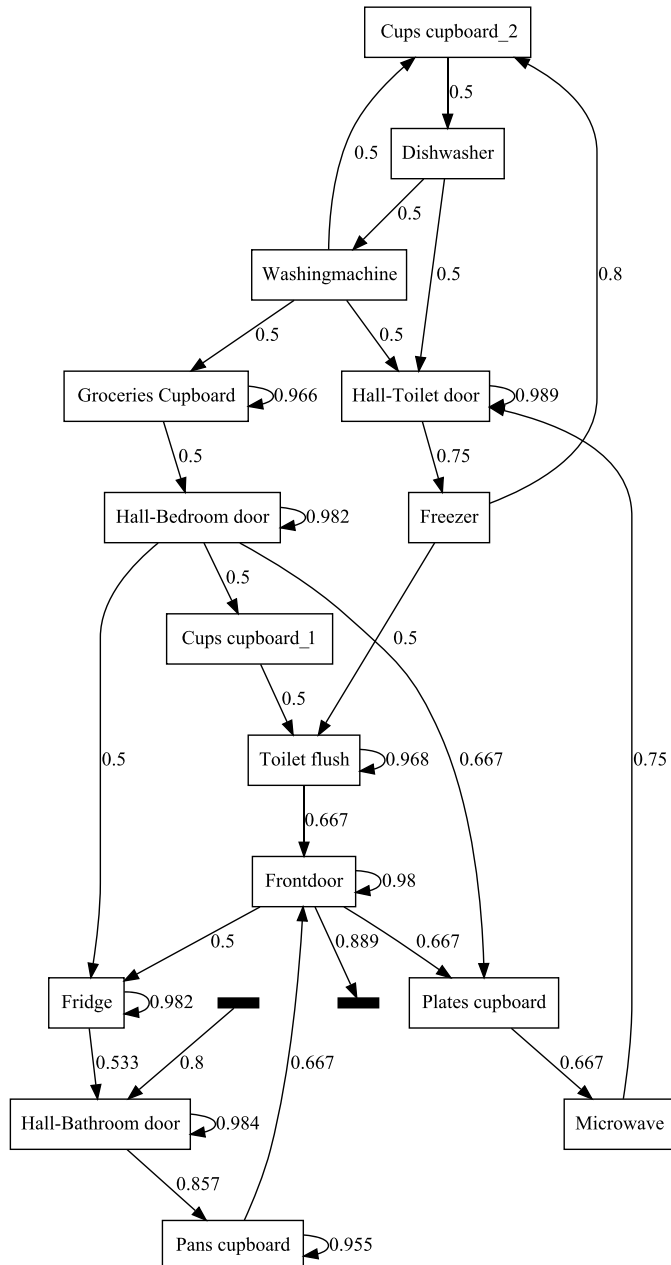 Cups cupboard_2
0.5
Dishwasher
0.5
0.5
0.8
Washingmachine
0.5
0.5
0.5
Groceries Cupboard
0.966
Hall-Toilet door
0.989
0.5
0.75
Hall-Bedroom door
0.982
Freezer
0.5
Cups cupboard_1
0.5
0.5
0.5
Toilet flush
0.968
0.667
0.75
0.667
Frontdoor
0.98
0.5
0.889
0.667
Fridge
0.982
Plates cupboard
0.533
0.8
0.667
0.667
Hall-Bathroom door
0.984
Microwave
0.857
Pans cupboard
0.955